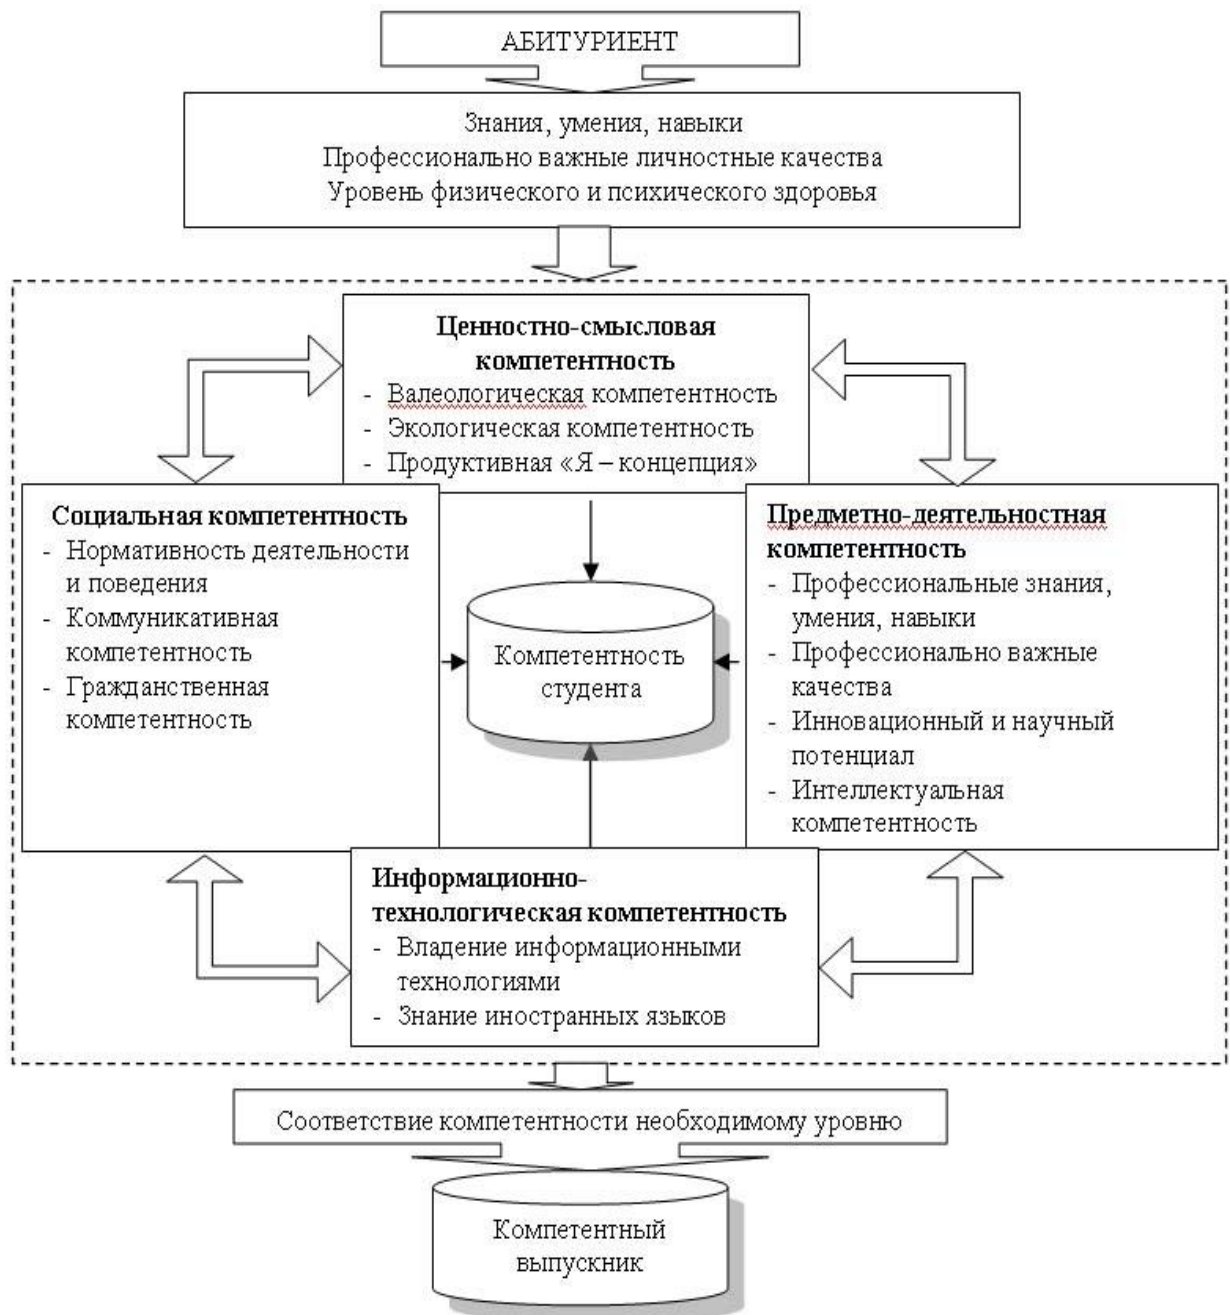 АБИТУРИЕНТ
Знания, умения, навыки
Профессионально важные личностные качества
Уровень физического и психического здоровья
Ценностно-смысловая
компетентность
- Валеологическая компетентность
- Экологическая компетентность
- Продуктивная «Я – концепция»
Социальная компетентность
- Нормативность деятельности
и поведения
- Коммуникативная
компетентность
- Гражданственная
компетентность
Компетентность
студента
Предметно-деятельностная
компетентность
- Профессиональные знания,
умения, навыки
- Профессионально важные
качества
- Инновационный и научный
потенциал
- Интеллектуальная
компетентность
Информационно-
технологическая компетентность
- Владение информационными
технологиями
- Знание иностранных языков
Соответствие компетентности необходимому уровню
Компетентный
выпускник